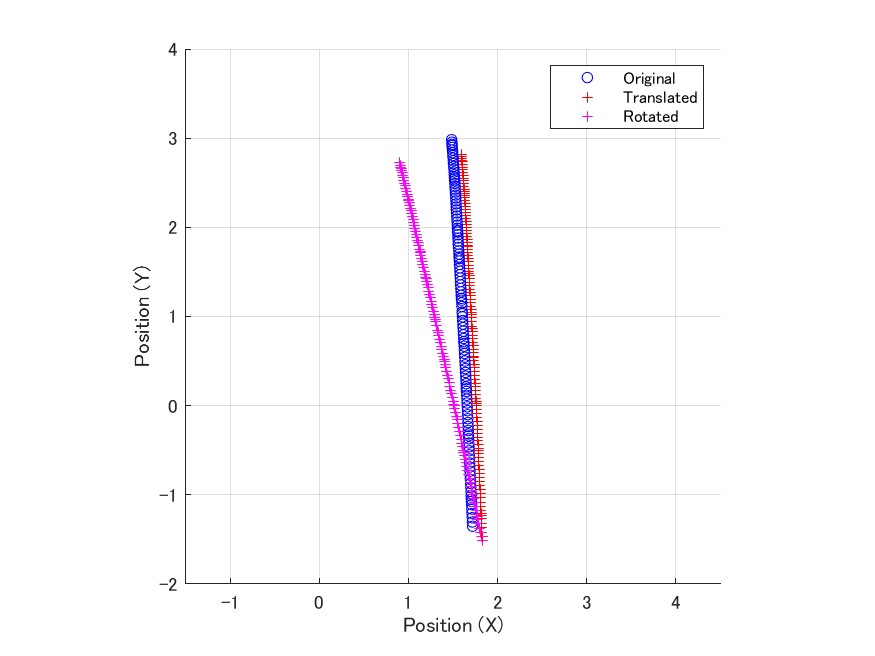 Original
Translated
Rotated
4
3
2
1
0
−1
−2
Position (Y)
−1
0
1
2
3
4
Position (X)